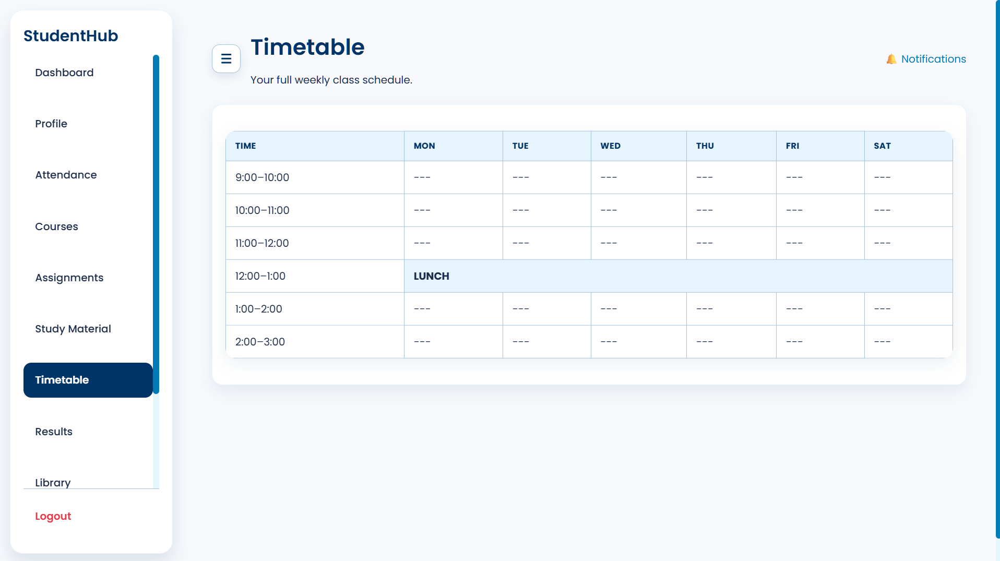 StudentHub
Dashboard
Profile
Attendance
Courses
Assignments
Study Material
Timetable
Results
Library
Logout
Timetable
Your full weekly class schedule.
Notifications
TIME MON TUE WED THU FRI SAT
9:00–10:00 --- --- --- --- --- ---
10:00–11:00 --- --- --- --- --- ---
11:00–12:00 --- --- --- --- --- ---
12:00–1:00 LUNCH
1:00–2:00 --- --- --- --- --- ---
2:00–3:00 --- --- --- --- --- ---